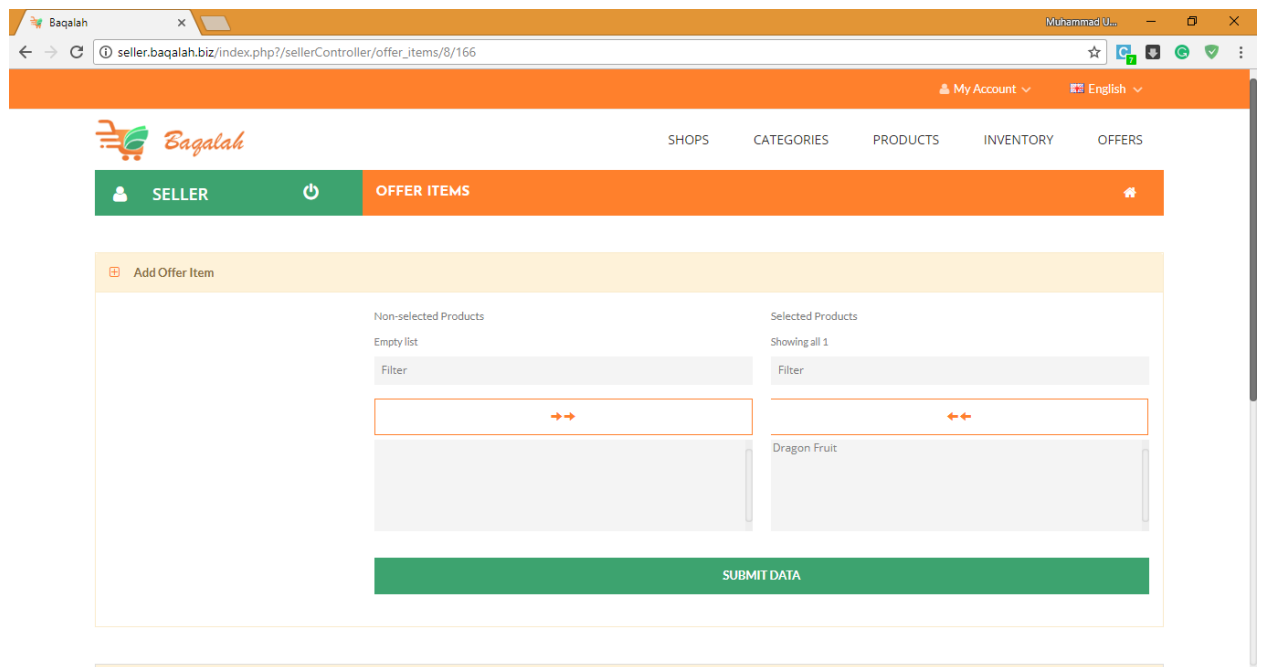 Baqalah
Muhammad U...
seller.baqalah.biz/index.php?/sellerController/offer_items/8/166
7
My Account
English
Baqalah
SHOPS CATEGORIES PRODUCTS INVENTORY OFFERS
SELLER
OFFER ITEMS
Add Offer Item
Non-selected Products
Selected Products
Empty list
Showing all 1
Filter
Filter
Dragon Fruit
SUBMIT DATA